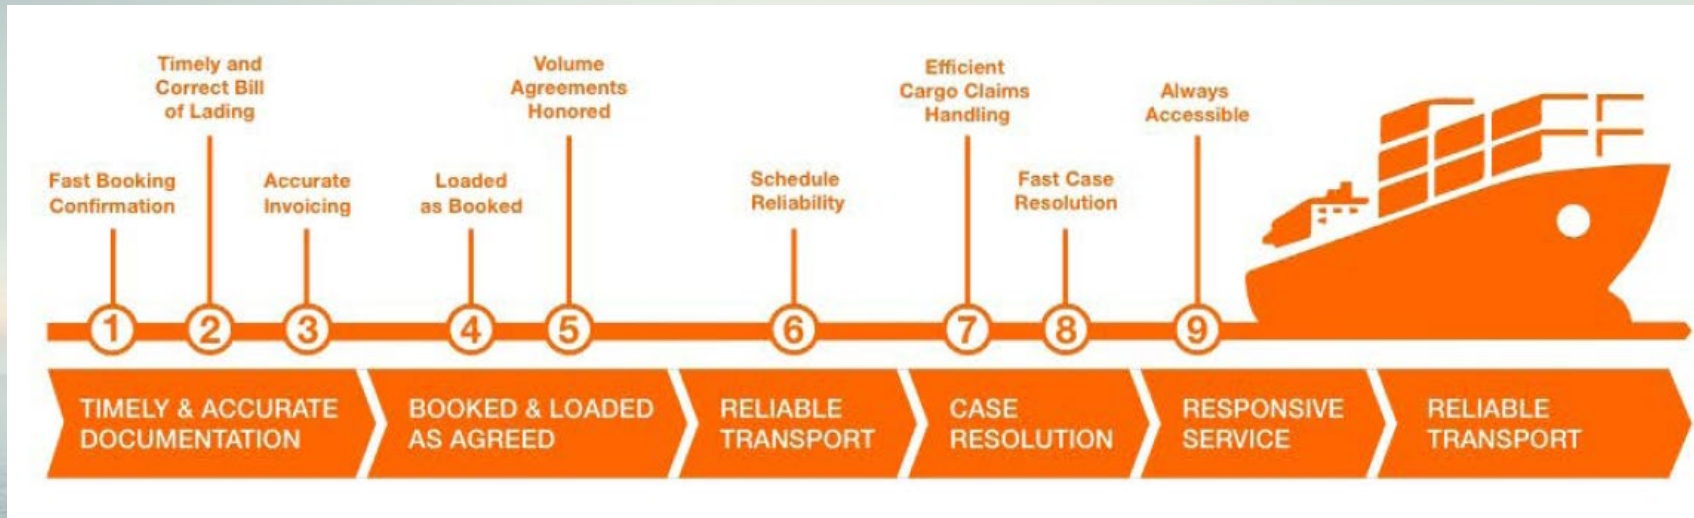 Fast Booking
Confirmation
Timely and
Correct Bill
of Lading
Accurate
Invoicing
Loaded
as Booked
Volume
Agreements
Honored
Schedule
Reliability
Efficient
Cargo Claims
Handling
Fast Case
Resolution
Always
Accessible
1
2
3
4
5
6
7
8
9
TIMELY & ACCURATE
DOCUMENTATION
BOOKED & LOADED
AS AGREED
RELIABLE
TRANSPORT
CASE
RESOLUTION
RESPONSIVE
SERVICE
RELIABLE
TRANSPORT